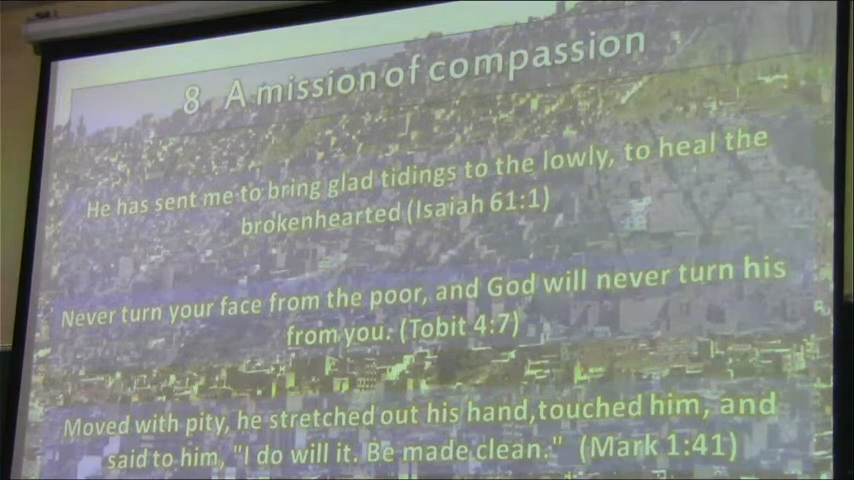 8 A mission of compassion
He has sent me to bring glad tidings to the lowly, to heal the
brokenhearted (Isaiah 61:1)
Never turn your face from the poor, and God will never turn his
from you. (Tobit 4:7)
Moved with pity, he stretched out his hand,touched him, and
said to him, "I do will it. Be made clean." (Mark 1:41)